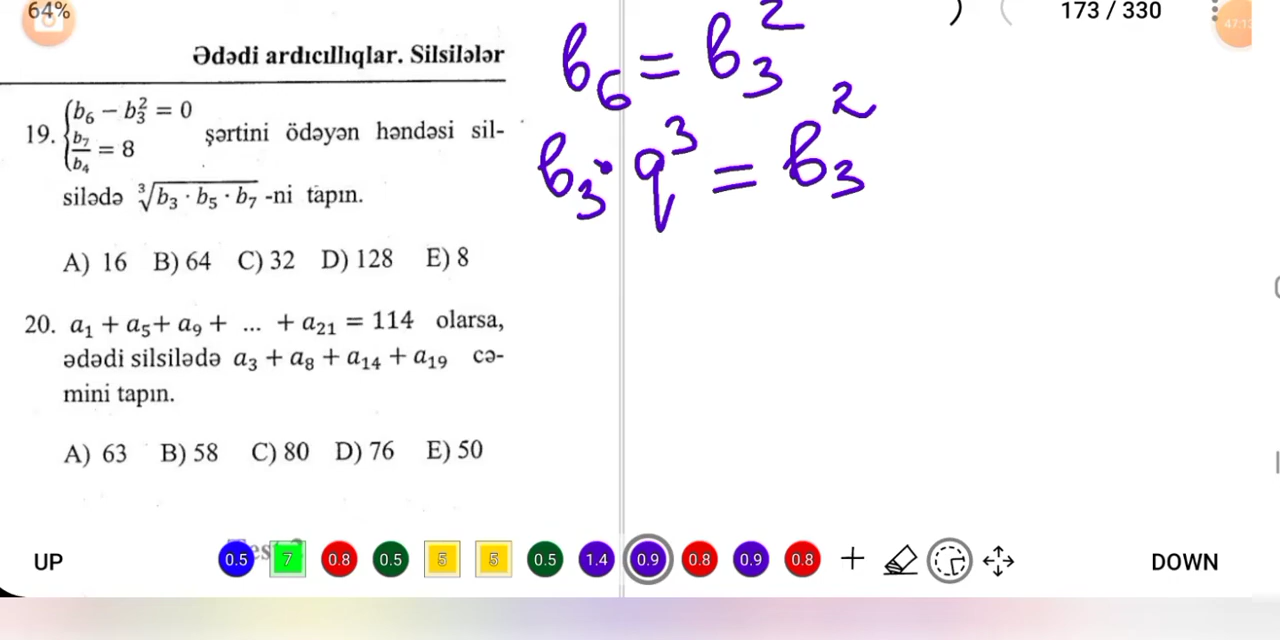 64%
173 / 330
47:12
Ədədi ardıcıllıqlar. Silsilələr
19. {b₆ − b₃² = 0
b₇/b₄ = 8 şərtini ödəyən həndəsi sil-
silədə ∛(b₃ · b₅ · b₇) -ni tapın.
A) 16 B) 64 C) 32 D) 128 E) 8
20. a₁ + a₅+ a₉ + ... + a₂₁ = 114 olarsa,
ədədi silsilədə a₃ + a₈ + a₁₄ + a₁₉ cə-
mini tapın.
A) 63 B) 58 C) 80 D) 76 E) 50
b₆ = b₃²
b₃ · q³ = b₃²
UP 0.5 7 0.8 0.5 5 5 0.5 1.4 0.9 0.8 0.9 0.8 + DOWN